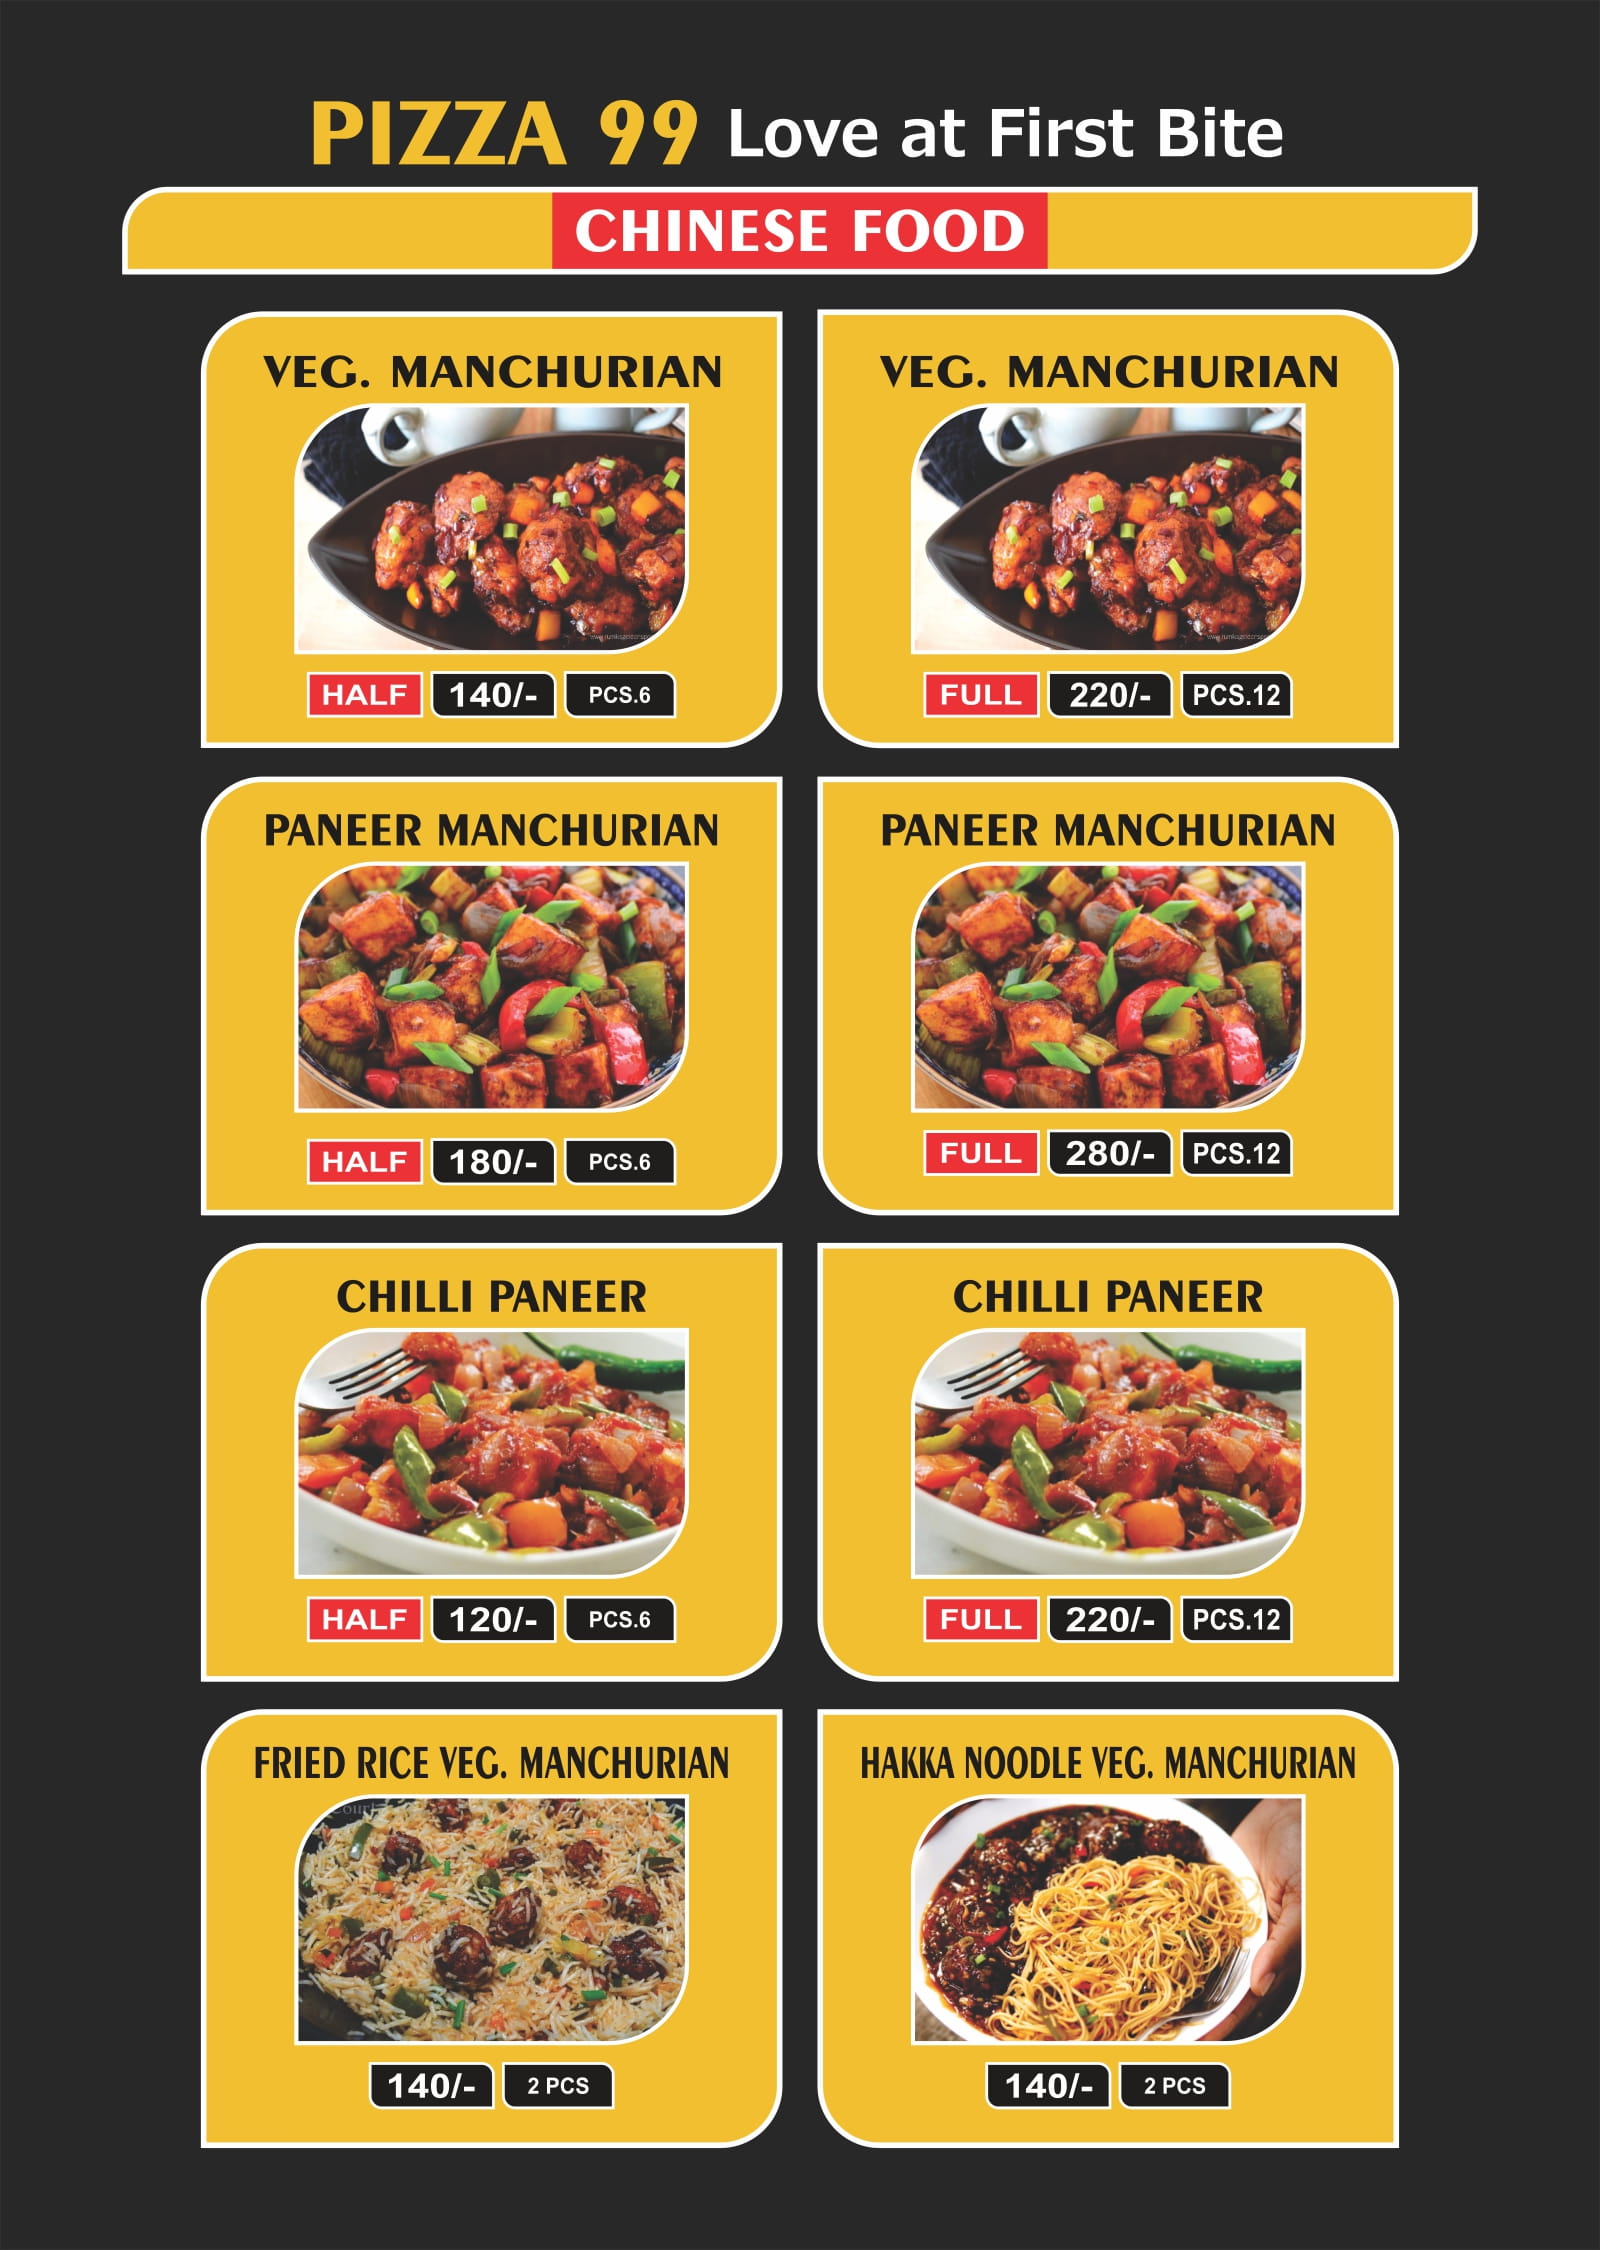 PIZZA 99 Love at First Bite
CHINESE FOOD
VEG. MANCHURIAN
HALF 140/- PCS.6
VEG. MANCHURIAN
FULL 220/- PCS.12
PANEER MANCHURIAN
HALF 180/- PCS.6
PANEER MANCHURIAN
FULL 280/- PCS.12
CHILLI PANEER
HALF 120/- PCS.6
CHILLI PANEER
FULL 220/- PCS.12
FRIED RICE VEG. MANCHURIAN
140/- 2 PCS
HAKKA NOODLE VEG. MANCHURIAN
140/- 2 PCS